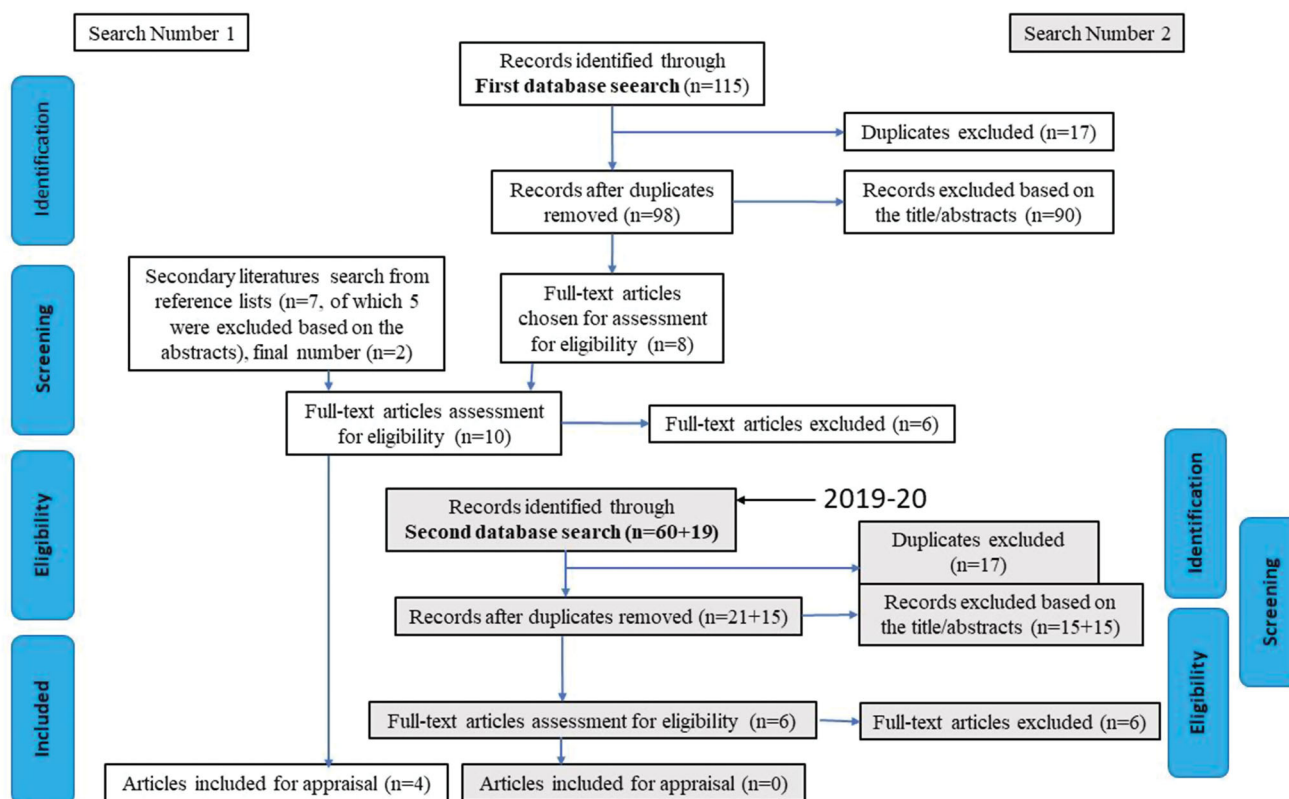 Search Number 1
Search Number 2
Records identified through
First database seearch (n=115)
Duplicates excluded (n=17)
Identification
Records after duplicates
removed (n=98)
Records excluded based on
the title/abstracts (n=90)
Secondary literatures search from
reference lists (n=7, of which 5
were excluded based on the
abstracts), final number (n=2)
Full-text articles
chosen for assessment
for eligibility (n=8)
Screening
Full-text articles assessment
for eligibility (n=10)
Full-text articles excluded (n=6)
Eligibility
Records identified through
Second database search (n=60+19)
2019-20
Duplicates excluded
(n=17)
Identification
Screening
Records after duplicates removed (n=21+15)
Records excluded based on
the title/abstracts (n=15+15)
Eligibility
Included
Full-text articles assessment for eligibility (n=6)
Full-text articles excluded (n=6)
Articles included for appraisal (n=4)
Articles included for appraisal (n=0)